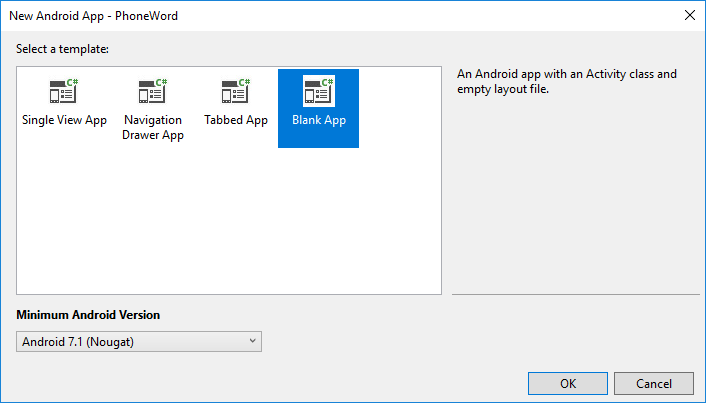 New Android App - PhoneWord
Select a template:
C# C# C# C#
Single View App
Navigation
Drawer App
Tabbed App
Blank App
An Android app with an Activity class and
empty layout file.
Minimum Android Version
Android 7.1 (Nougat)
OK Cancel